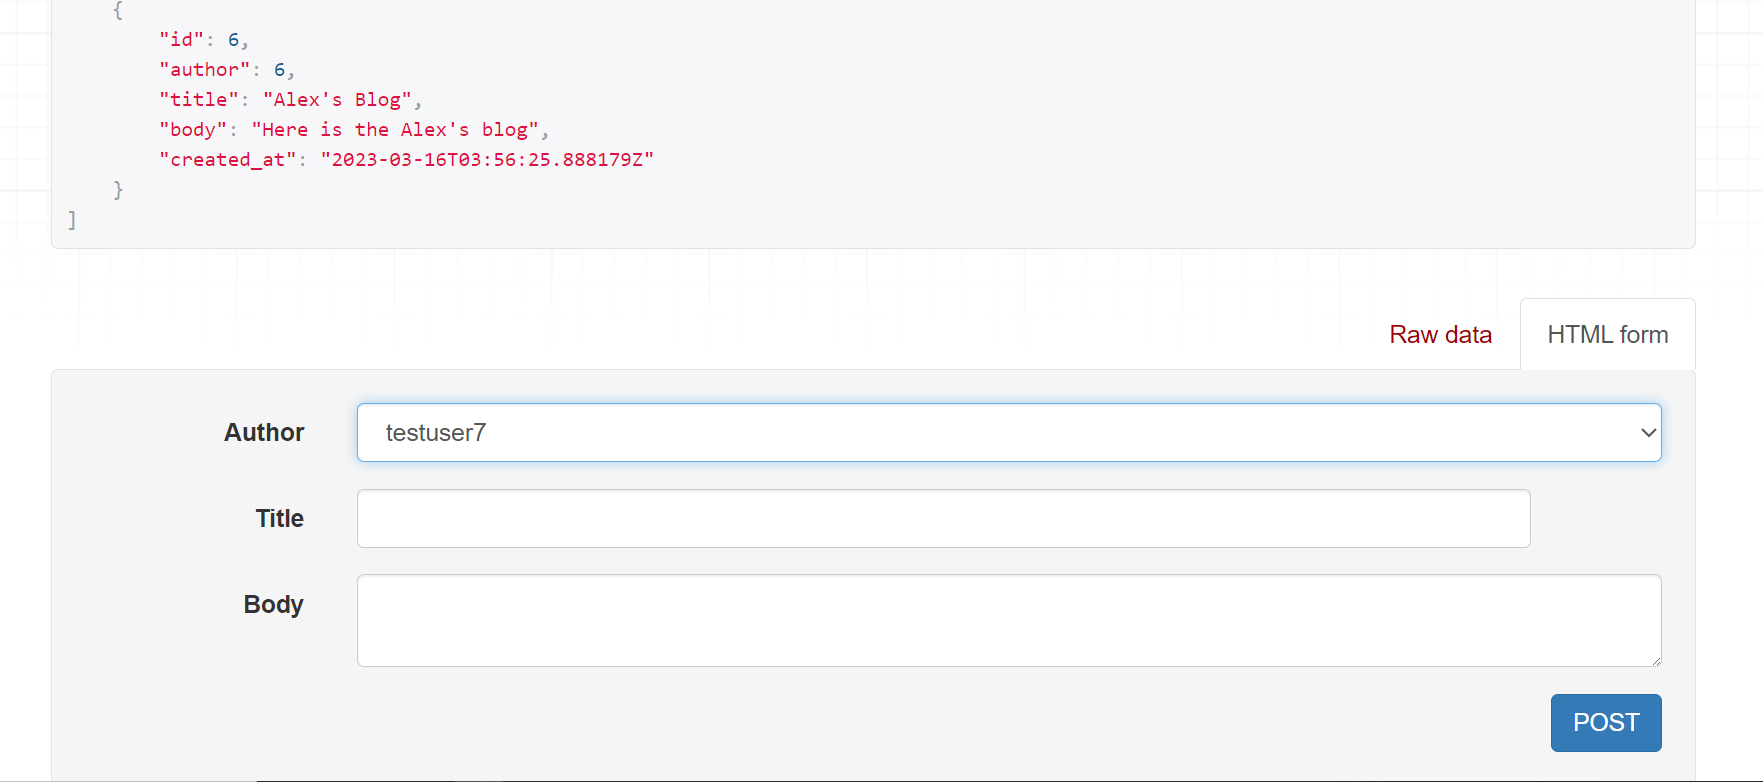 {
"id": 6,
"author": 6,
"title": "Alex's Blog",
"body": "Here is the Alex's blog",
"created_at": "2023-03-16T03:56:25.888179Z"
}
]
Raw data HTML form
Author testuser7
Title
Body
POST